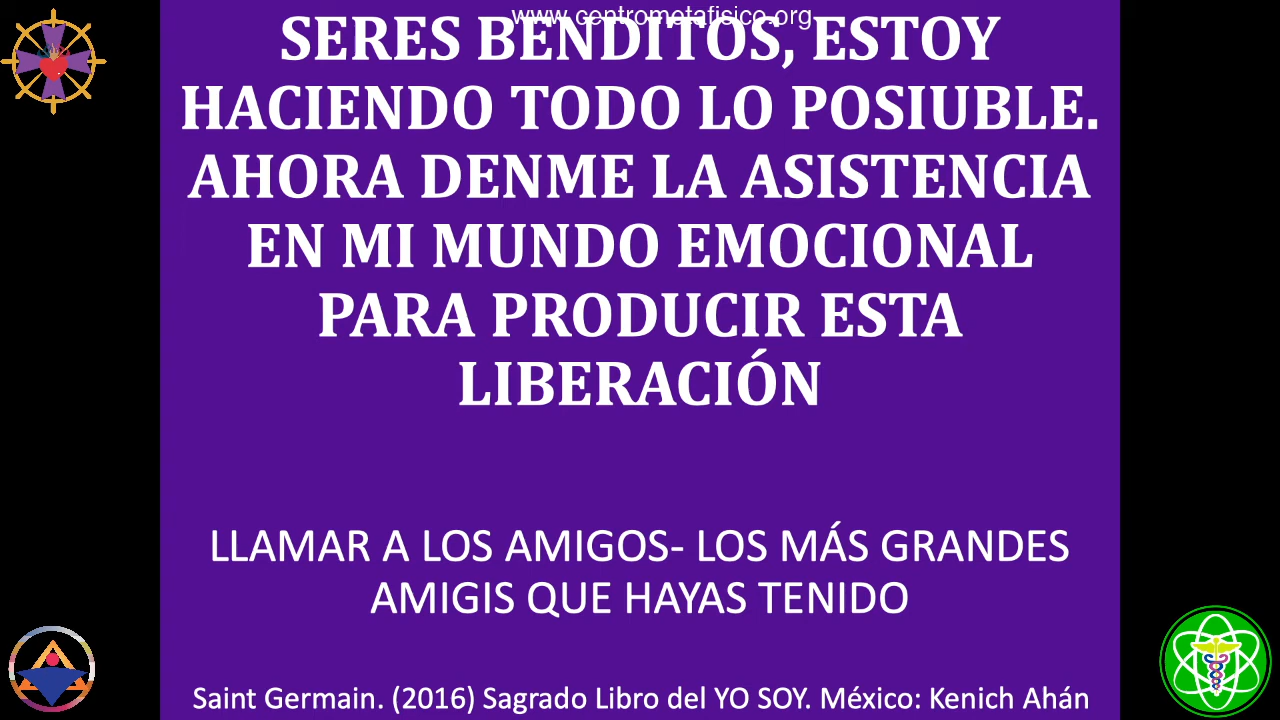 www.centrometafisico.org
SERES BENDITOS, ESTOY
HACIENDO TODO LO POSIUBLE.
AHORA DENME LA ASISTENCIA
EN MI MUNDO EMOCIONAL
PARA PRODUCIR ESTA
LIBERACIÓN
LLAMAR A LOS AMIGOS- LOS MÁS GRANDES
AMIGIS QUE HAYAS TENIDO
Saint Germain. (2016) Sagrado Libro del YO SOY. México: Kenich Ahán